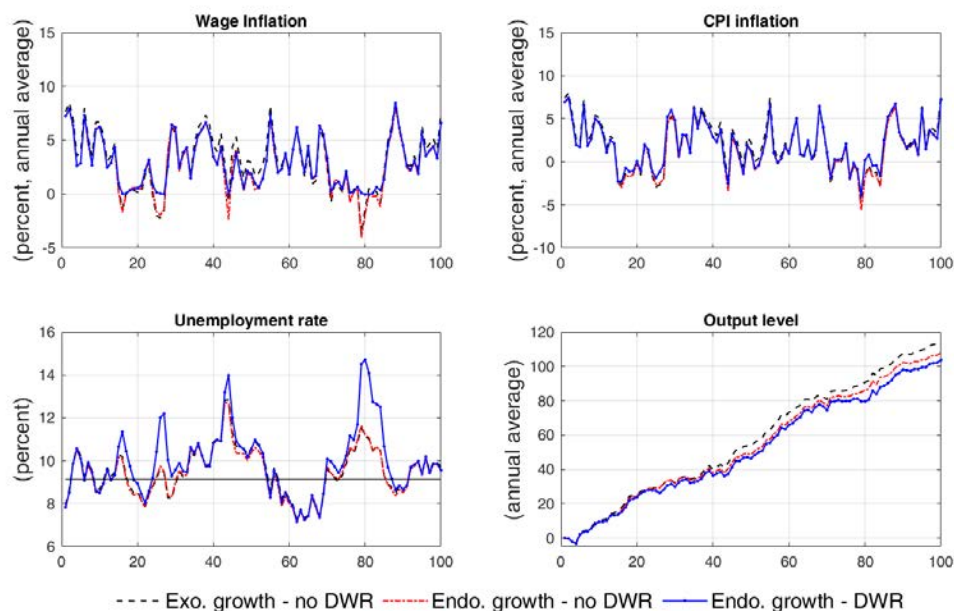 Wage Inflation
(percent, annual average)
15
10
5
0
-5
0 20 40 60 80 100
CPI inflation
(percent, annual average)
15
10
5
0
-5
-10
0 20 40 60 80 100
Unemployment rate
(percent)
16
14
12
10
8
6
0 20 40 60 80 100
Output level
(annual average)
120
100
80
60
40
20
0
0 20 40 60 80 100
Exo. growth - no DWR Endo. growth - no DWR Endo. growth - DWR